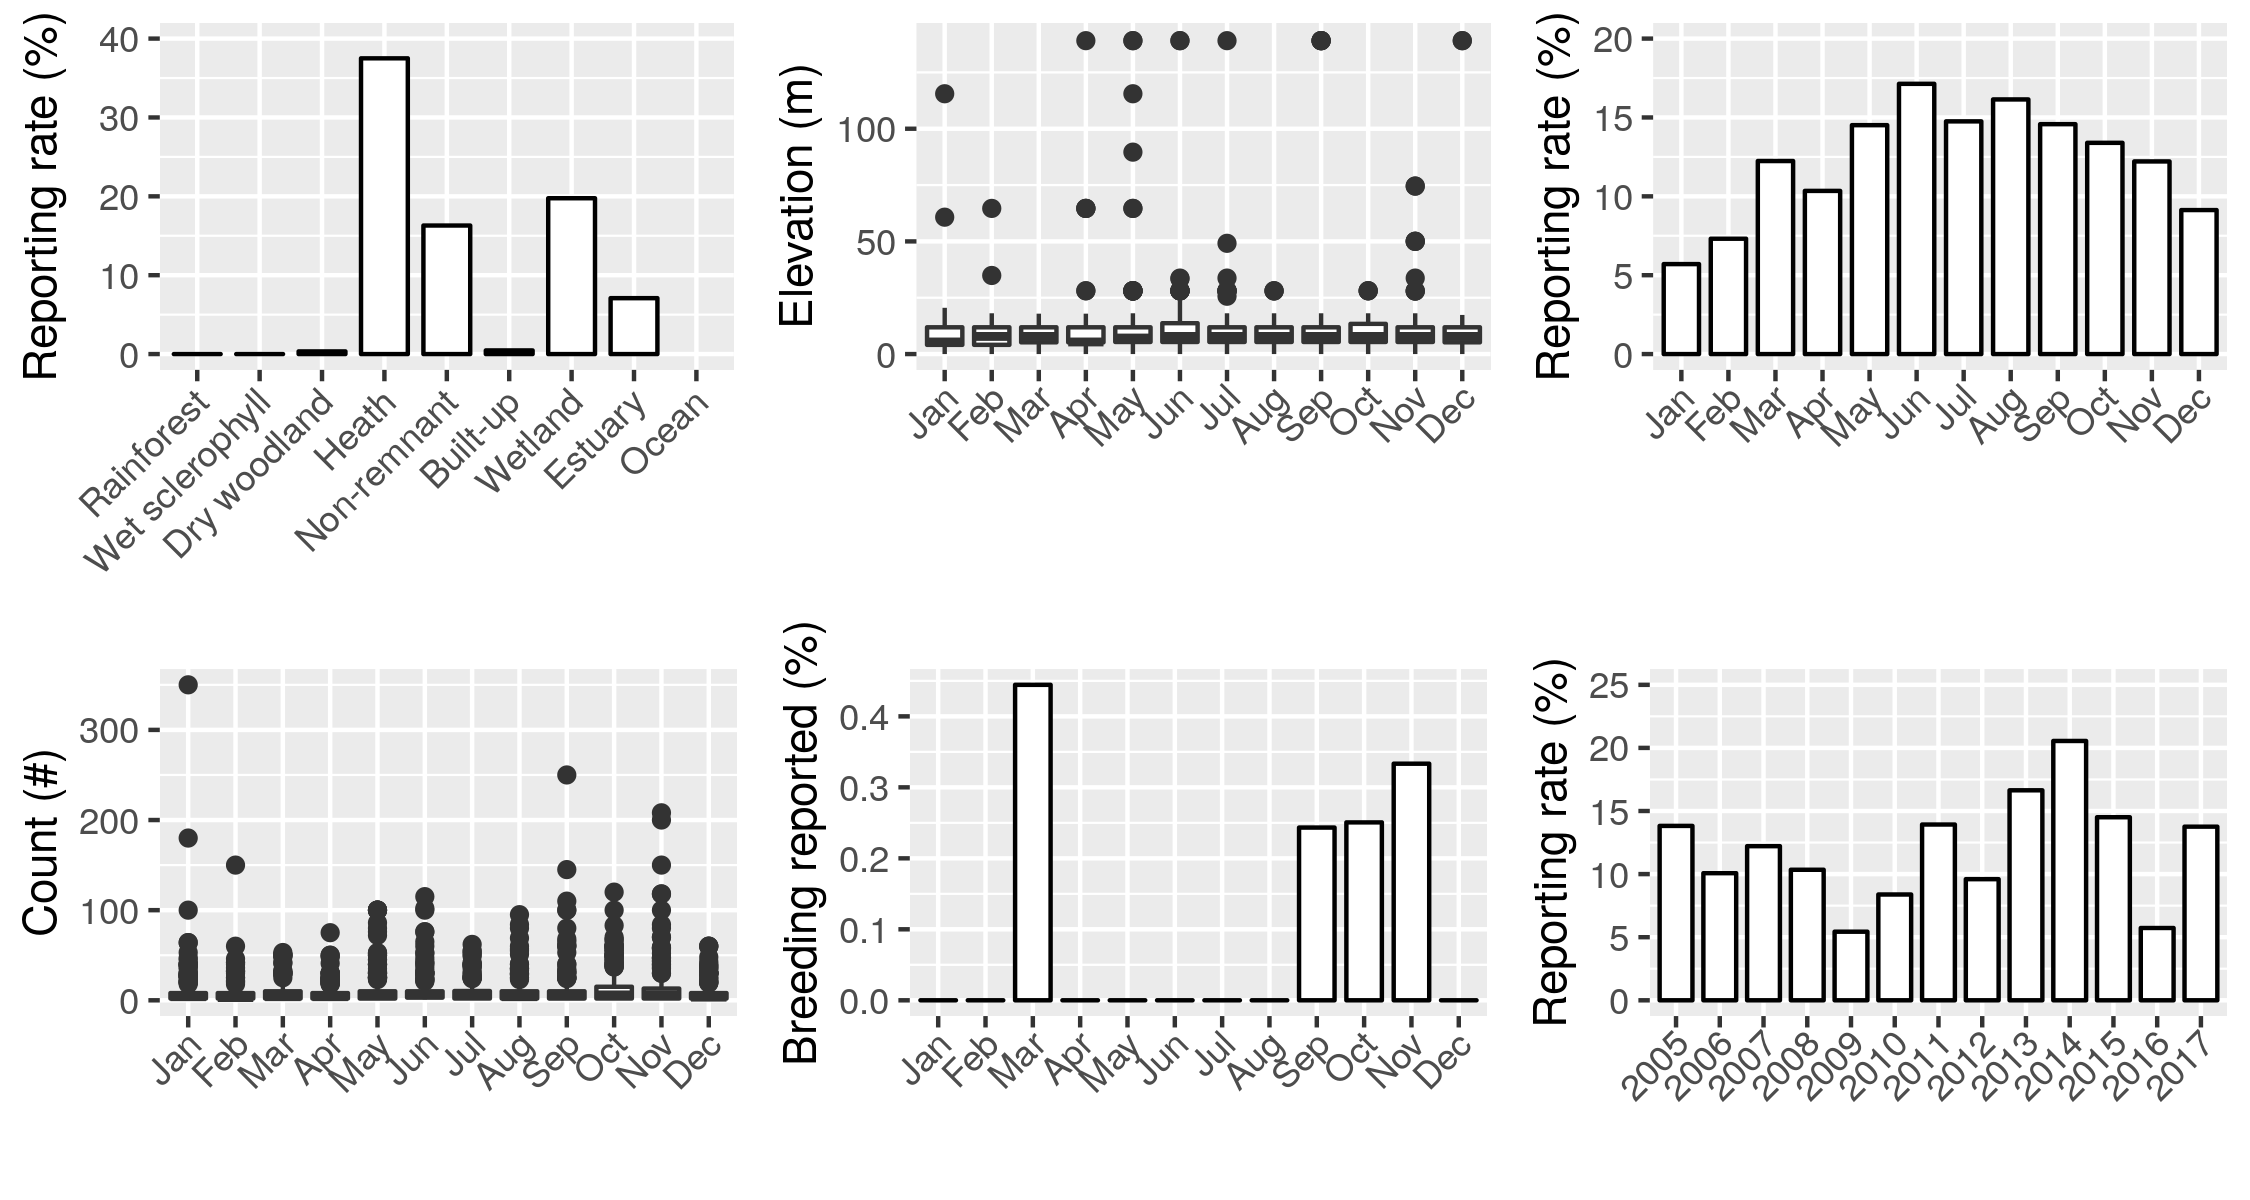 Reporting rate (%)
40
30
20
10
0
Rainforest
Wet sclerophyll
Dry woodland
Heath
Non-remnant
Built-up
Wetland
Estuary
Ocean
Elevation (m)
100
50
0
Jan
Feb
Mar
Apr
May
Jun
Jul
Aug
Sep
Oct
Nov
Dec
Reporting rate (%)
20
15
10
5
0
Jan
Feb
Mar
Apr
May
Jun
Jul
Aug
Sep
Oct
Nov
Dec
Count (#)
300
200
100
0
Jan
Feb
Mar
Apr
May
Jun
Jul
Aug
Sep
Oct
Nov
Dec
Breeding reported (%)
0.4
0.3
0.2
0.1
0.0
Jan
Feb
Mar
Apr
May
Jun
Jul
Aug
Sep
Oct
Nov
Dec
Reporting rate (%)
25
20
15
10
5
0
2005
2006
2007
2008
2009
2010
2011
2012
2013
2014
2015
2016
2017